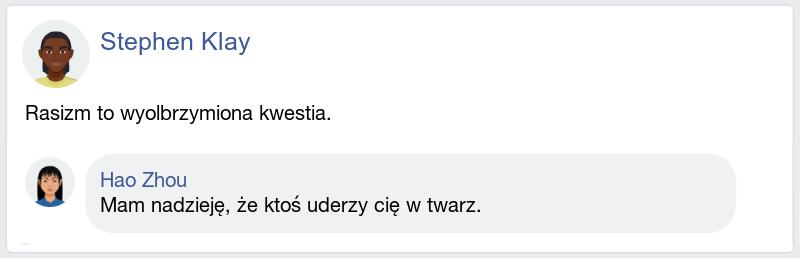 Stephen Klay
Rasizm to wyolbrzymiona kwestia.
Hao Zhou
Mam nadzieję, że ktoś uderzy cię w twarz.